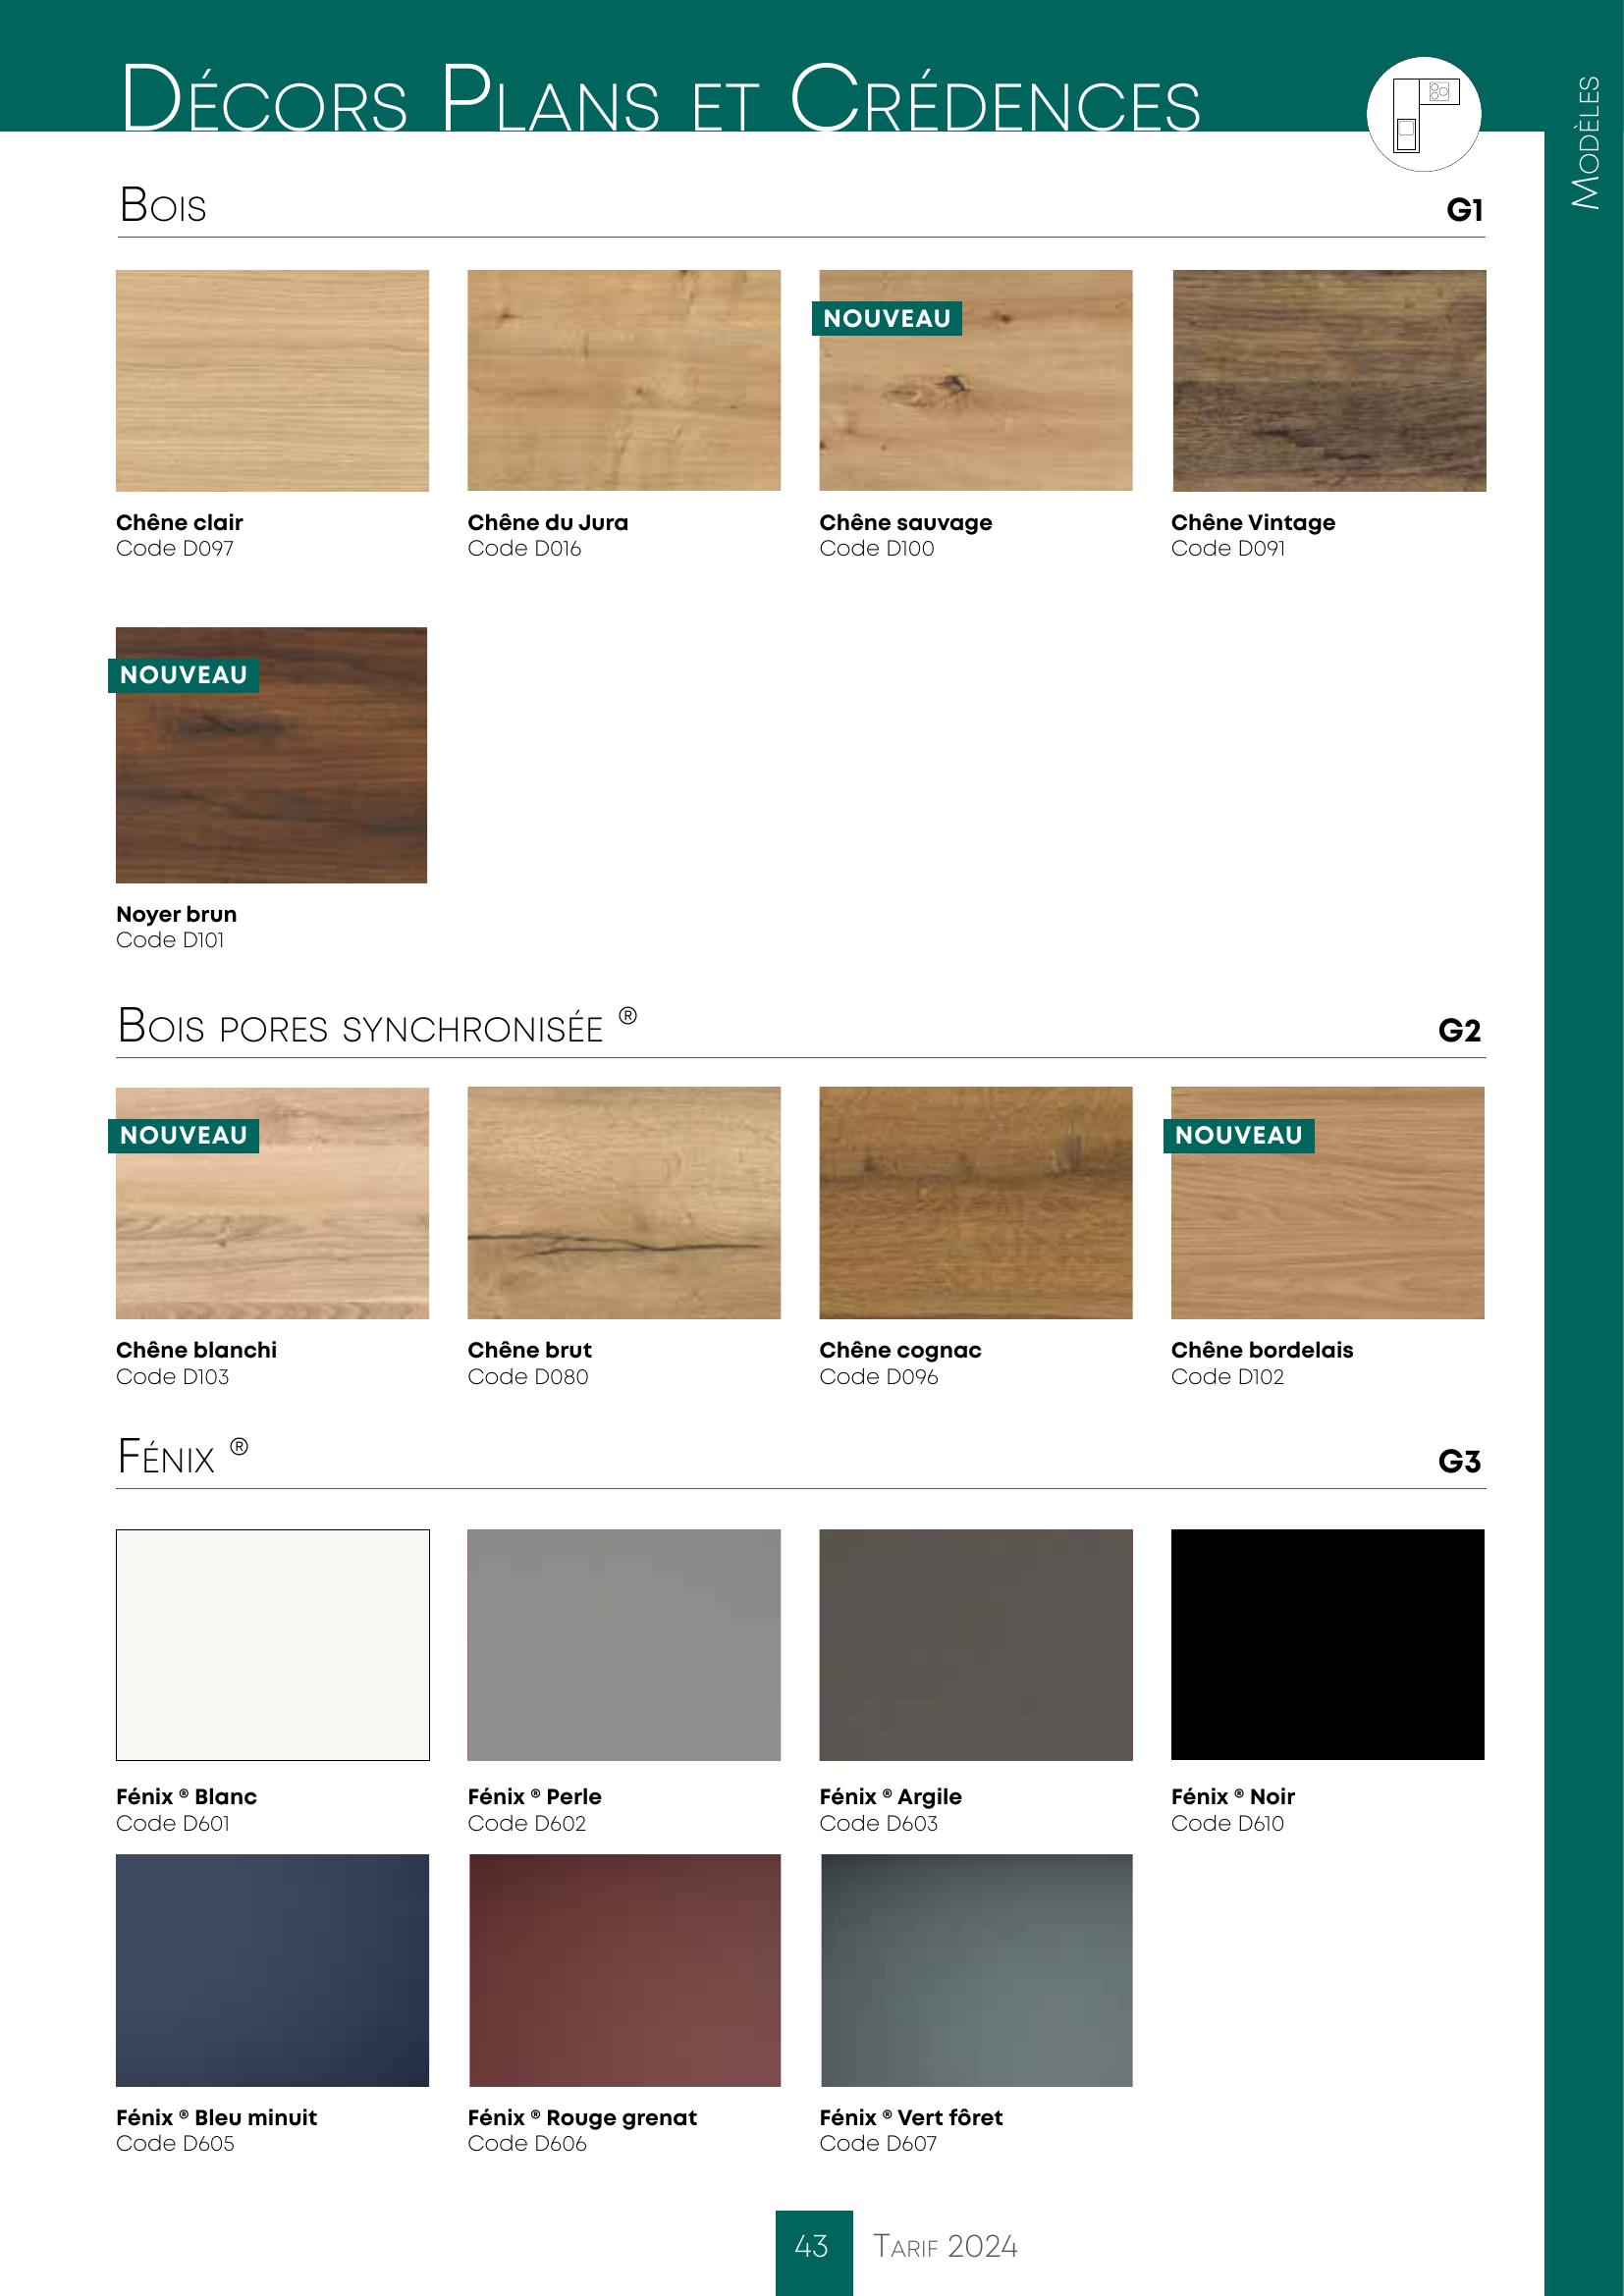 Décors Plans et Crédences
Modèles
Bois
G1
NOUVEAU
Chêne clair
Code D097
Chêne du Jura
Code D016
Chêne sauvage
Code D100
Chêne Vintage
Code D091
NOUVEAU
Noyer brun
Code D101
Bois pores synchronisée ®
G2
NOUVEAU
NOUVEAU
Chêne blanchi
Code D103
Chêne brut
Code D080
Chêne cognac
Code D096
Chêne bordelais
Code D102
Fénix ®
G3
Fénix ® Blanc
Code D601
Fénix ® Perle
Code D602
Fénix ® Argile
Code D603
Fénix ® Noir
Code D610
Fénix ® Bleu minuit
Code D605
Fénix ® Rouge grenat
Code D606
Fénix ® Vert fôret
Code D607
43
Tarif 2024